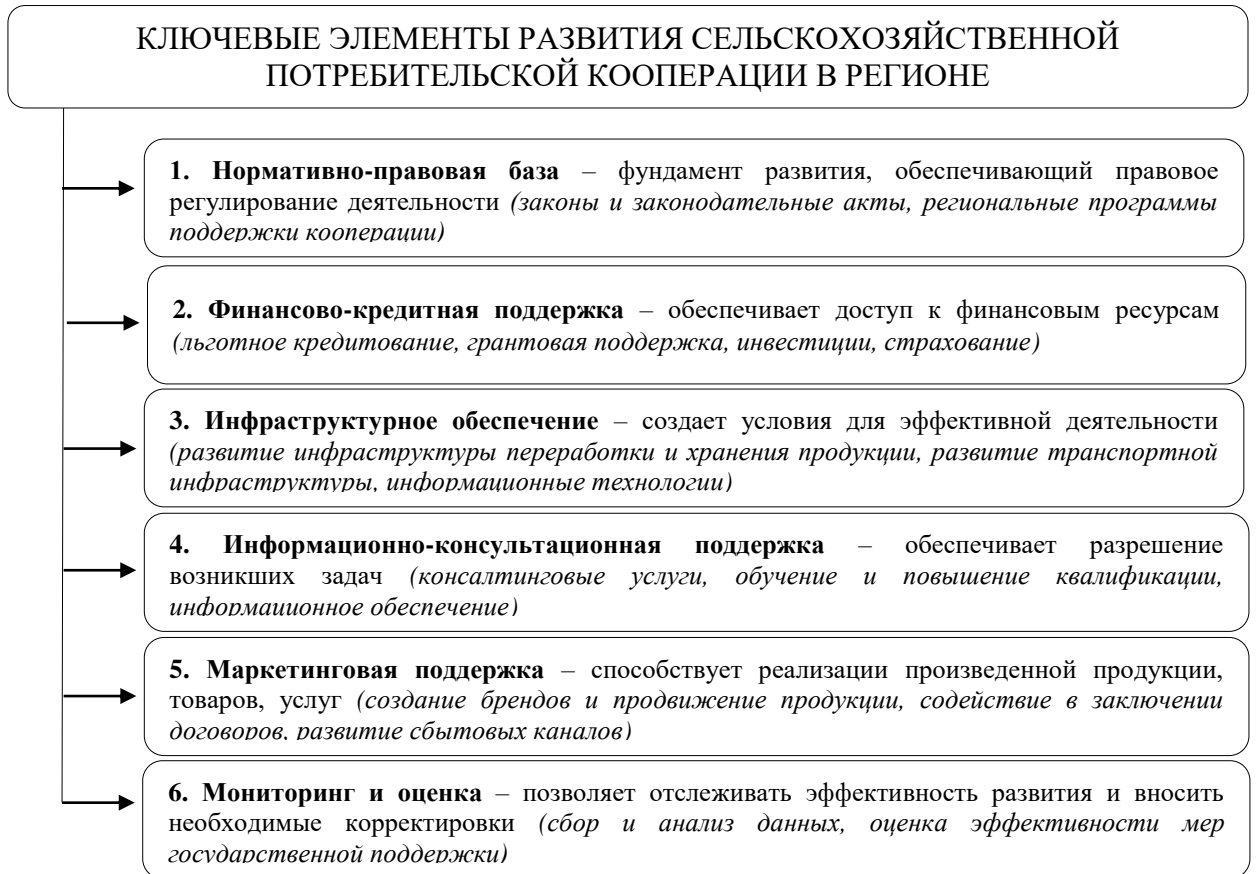 КЛЮЧЕВЫЕ ЭЛЕМЕНТЫ РАЗВИТИЯ СЕЛЬСКОХОЗЯЙСТВЕННОЙ
ПОТРЕБИТЕЛЬСКОЙ КООПЕРАЦИИ В РЕГИОНЕ
1. Нормативно-правовая база – фундамент развития, обеспечивающий правовое
регулирование деятельности (законы и законодательные акты, региональные программы
поддержки кооперации)
2. Финансово-кредитная поддержка – обеспечивает доступ к финансовым ресурсам
(льготное кредитование, грантовая поддержка, инвестиции, страхование)
3. Инфраструктурное обеспечение – создает условия для эффективной деятельности
(развитие инфраструктуры переработки и хранения продукции, развитие транспортной
инфраструктуры, информационные технологии)
4. Информационно-консультационная поддержка – обеспечивает разрешение
возникших задач (консалтинговые услуги, обучение и повышение квалификации,
информационное обеспечение)
5. Маркетинговая поддержка – способствует реализации произведенной продукции,
товаров, услуг (создание брендов и продвижение продукции, содействие в заключении
договоров, развитие сбытовых каналов)
6. Мониторинг и оценка – позволяет отслеживать эффективность развития и вносить
необходимые корректировки (сбор и анализ данных, оценка эффективности мер
государственной поддержки)